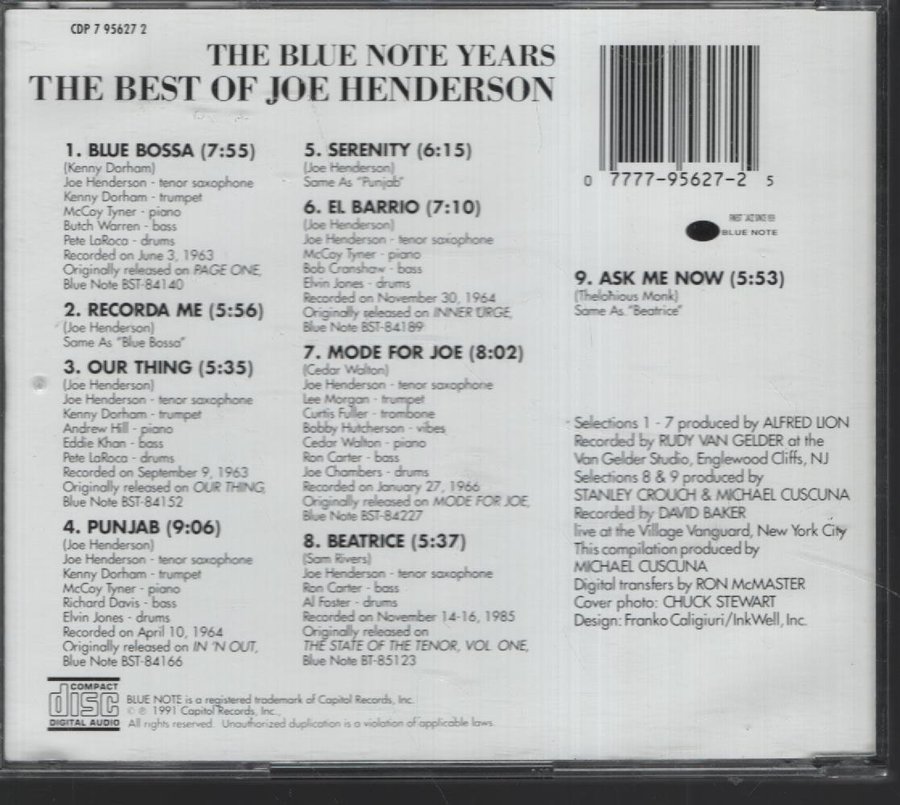 CDP 7 95627 2
THE BLUE NOTE YEARS
THE BEST OF JOE HENDERSON
1. BLUE BOSSA (7:55)
(Kenny Dorham)
Joe Henderson - tenor saxophone
Kenny Dorham - trumpet
McCoy Tyner - piano
Butch Warren - bass
Pete LaRoca - drums
Recorded on June 3, 1963
Originally released on PAGE ONE,
Blue Note BST-84140
2. RECORDA ME (5:56)
(Joe Henderson)
Same As "Blue Bossa"
3. OUR THING (5:35)
(Joe Henderson)
Joe Henderson - tenor saxophone
Kenny Dorham - trumpet
Andrew Hill - piano
Eddie Khan - bass
Pete LaRoca - drums
Recorded on September 9, 1963
Originally released on OUR THING,
Blue Note BST-84152
4. PUNJAB (9:06)
(Joe Henderson)
Joe Henderson - tenor saxophone
Kenny Dorham - trumpet
McCoy Tyner - piano
Richard Davis - bass
Elvin Jones - drums
Recorded on April 10, 1964
Originally released on IN 'N OUT,
Blue Note BST-84166
5. SERENITY (6:15)
(Joe Henderson)
Same As "Punjab"
6. EL BARRIO (7:10)
(Joe Henderson)
Joe Henderson - tenor saxophone
McCoy Tyner - piano
Bob Cranshaw - bass
Elvin Jones - drums
Recorded on November 30, 1964
Originally released on INNER URGE,
Blue Note BST-84189
7. MODE FOR JOE (8:02)
(Cedar Walton)
Joe Henderson - tenor saxophone
Lee Morgan - trumpet
Curtis Fuller - trombone
Bobby Hutcherson - vibes
Cedar Walton - piano
Ron Carter - bass
Joe Chambers - drums
Recorded on January 27, 1966
Originally released on MODE FOR JOE,
Blue Note BST-84227
8. BEATRICE (5:37)
(Sam Rivers)
Joe Henderson - tenor saxophone
Ron Carter - bass
Al Foster - drums
Recorded on November 14-16, 1985
Originally released on
THE STATE OF THE TENOR, VOL. ONE,
Blue Note BT-85123
0 7777-95627-2 5
FINEST JAZZ SINCE 1939
BLUE NOTE
9. ASK ME NOW (5:53)
(Thelonious Monk)
Same As "Beatrice"
Selections 1 - 7 produced by ALFRED LION
Recorded by RUDY VAN GELDER at the
Van Gelder Studio, Englewood Cliffs, NJ
Selections 8 & 9 produced by
STANLEY CROUCH & MICHAEL CUSCUNA
Recorded by DAVID BAKER
live at the Village Vanguard, New York City
This compilation produced by
MICHAEL CUSCUNA
Digital transfers by RON McMASTER
Cover photo: CHUCK STEWART
Design: Franko Caligiuri/InkWell, Inc.
COMPACT
disc
DIGITAL AUDIO
BLUE NOTE is a registered trademark of Capitol Records, Inc.
© ℗ 1991 Capitol Records, Inc.,
All rights reserved. Unauthorized duplication is a violation of applicable laws.